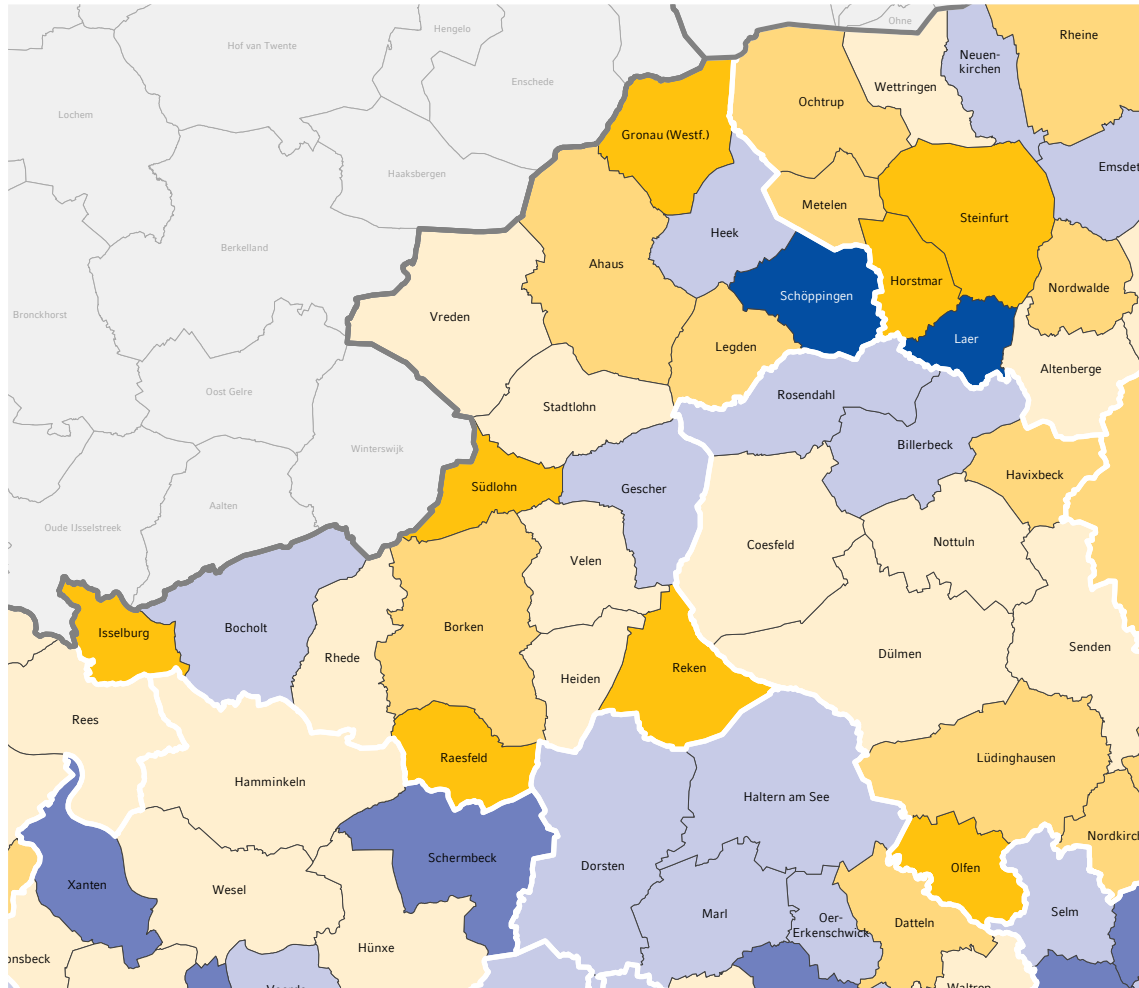 Ohne
Hengelo
Rheine
Hof van Twente
Neuen-
kirchen
Enschede
Wettringen
Ochtrup
Lochem
Gronau (Westf.)
Emsdet
Haaksbergen
Metelen
Steinfurt
Heek
Berkelland
Ahaus
Horstmar
Nordwalde
Schöppingen
Bronckhorst
Vreden
Laer
Legden
Altenberge
Oost Gelre
Rosendahl
Stadtlohn
Billerbeck
Winterswijk
Havixbeck
Südlohn
Gescher
Aalten
Oude IJsselstreek
Nottuln
Coesfeld
Velen
Isselburg
Bocholt
Borken
Senden
Dülmen
Rhede
Reken
Heiden
Rees
Raesfeld
Lüdinghausen
Hamminkeln
Haltern am See
Nordkirch
Schermbeck
Dorsten
Olfen
Xanten
Wesel
Marl
Oer-
Erkenschwick
Selm
Datteln
Hünxe
onsbeck
Voerde
Waltrop